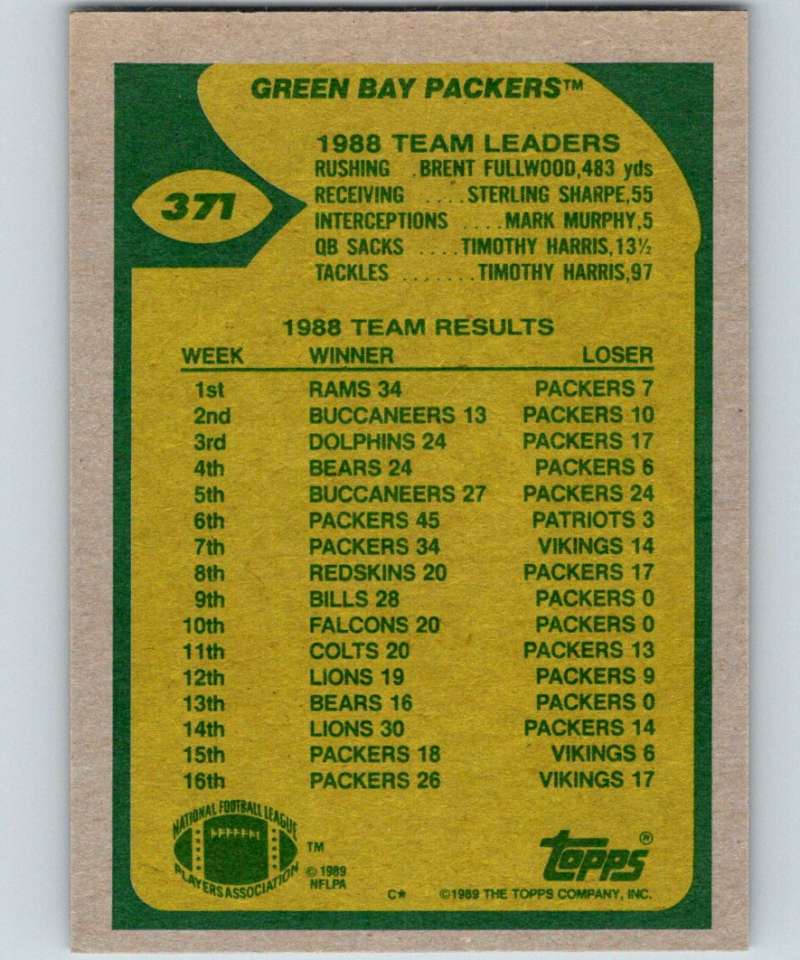 GREEN BAY PACKERS™
1988 TEAM LEADERS
371
RUSHING .BRENT FULLWOOD,483 yds
RECEIVING ....STERLING SHARPE,55
INTERCEPTIONS ....MARK MURPHY,5
QB SACKS ....TIMOTHY HARRIS,13½
TACKLES .......TIMOTHY HARRIS,97
1988 TEAM RESULTS
WEEK WINNER LOSER
1st RAMS 34 PACKERS 7
2nd BUCCANEERS 13 PACKERS 10
3rd DOLPHINS 24 PACKERS 17
4th BEARS 24 PACKERS 6
5th BUCCANEERS 27 PACKERS 24
6th PACKERS 45 PATRIOTS 3
7th PACKERS 34 VIKINGS 14
8th REDSKINS 20 PACKERS 17
9th BILLS 28 PACKERS 0
10th FALCONS 20 PACKERS 0
11th COLTS 20 PACKERS 13
12th LIONS 19 PACKERS 9
13th BEARS 16 PACKERS 0
14th LIONS 30 PACKERS 14
15th PACKERS 18 VIKINGS 6
16th PACKERS 26 VIKINGS 17
NATIONAL FOOTBALL LEAGUE
PLAYERS ASSOCIATION
™
© 1989
NFLPA
topps®
C* ©1989 THE TOPPS COMPANY, INC.